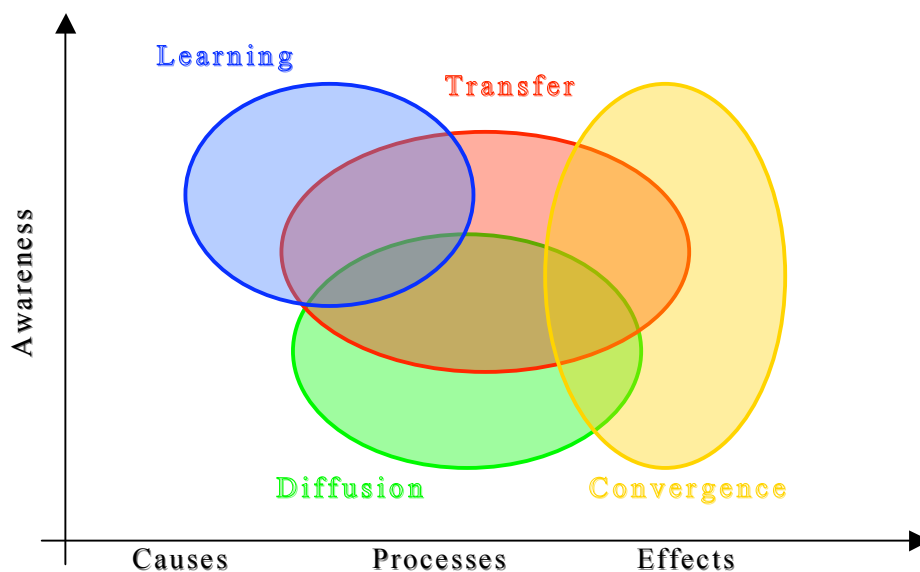 Learning
Transfer
Awareness
Diffusion
Convergence
Causes
Processes
Effects